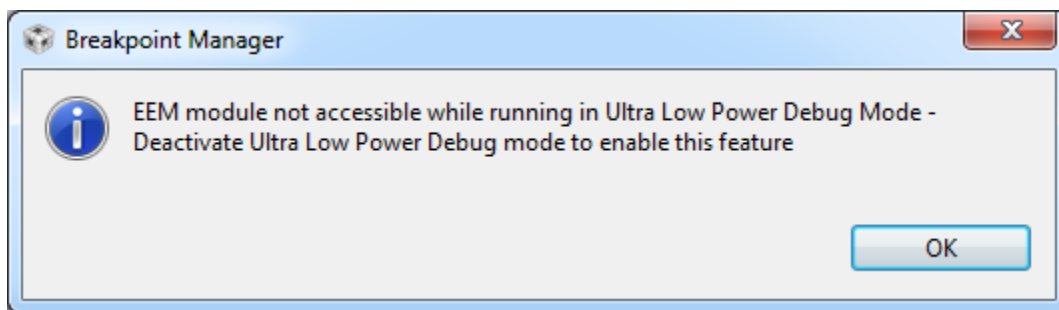 Breakpoint Manager
EEM module not accessible while running in Ultra Low Power Debug Mode -
Deactivate Ultra Low Power Debug mode to enable this feature
OK